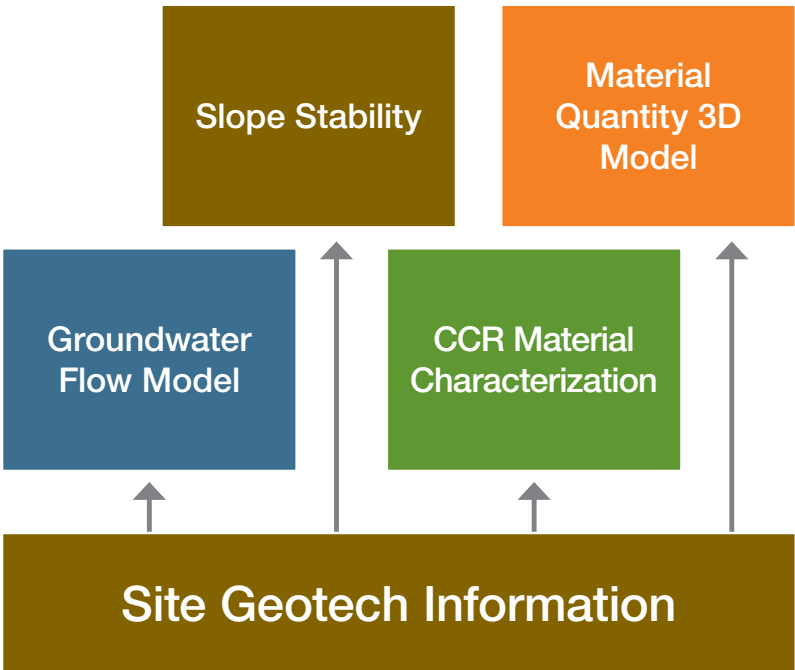 Slope Stability
Material
Quantity 3D
Model
Groundwater
Flow Model
CCR Material
Characterization
Site Geotech Information